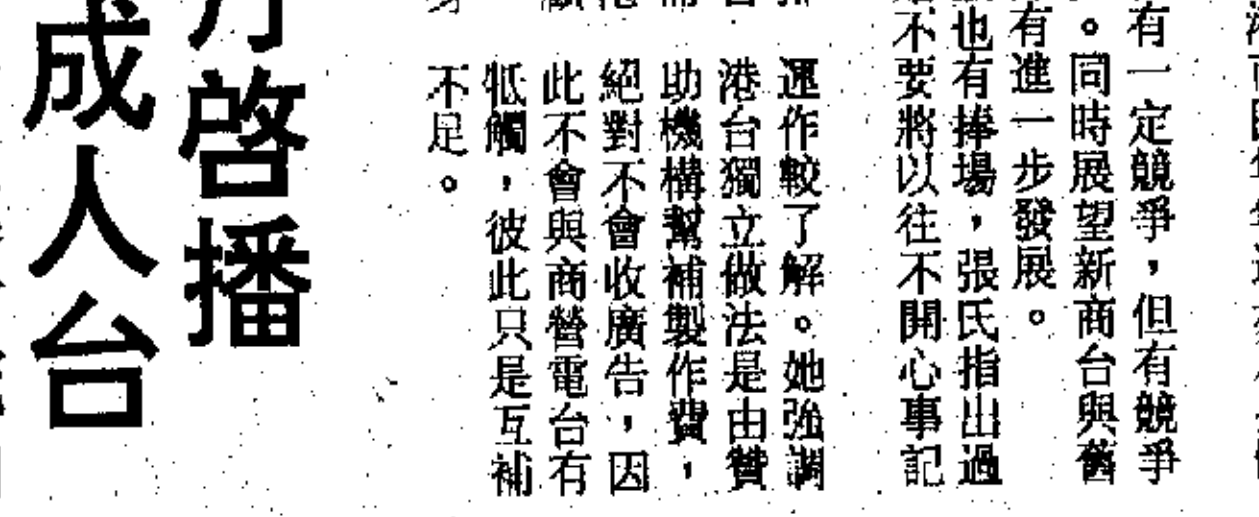 有一定競爭，但有競爭
。同時展望新商台與舊
有進一步發展。
也有捧場，張氏指出過
不要將以往不開心事記
運作較了解。她強調
港台獨立做法是由贊
助機構幫補製作費，
絕對不會收廣告，因
此不會與商營電台有
牴觸，彼此只是互補
不足。
啓播
成人台